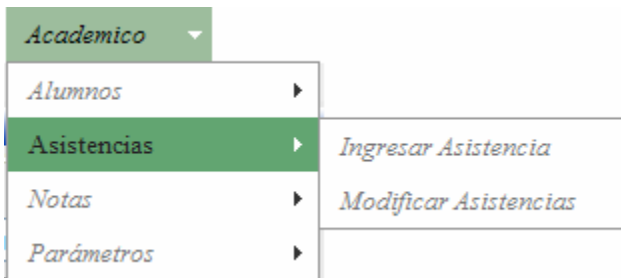 Academico
Alumnos
Asistencias
Ingresar Asistencia
Notas
Modificar Asistencias
Parámetros